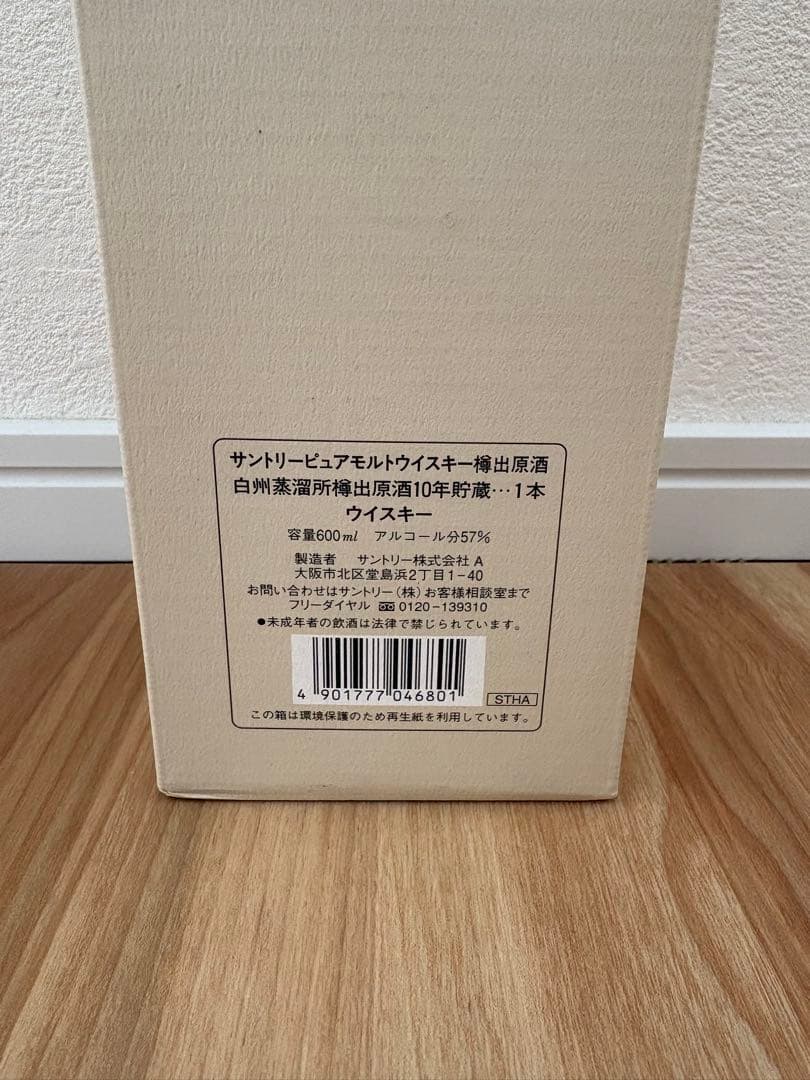 サントリーピュアモルトウイスキー樽出原酒
白州蒸溜所樽出原酒10年貯蔵…1本
ウイスキー
容量600ml アルコール分57%
製造者 サントリー株式会社 A
大阪市北区堂島浜2丁目1-40
お問い合わせはサントリー(株)お客様相談室まで
フリーダイヤル 0120-139310
●未成年者の飲酒は法律で禁じられています。
4 901777 046801
STHA
この箱は環境保護のため再生紙を利用しています。